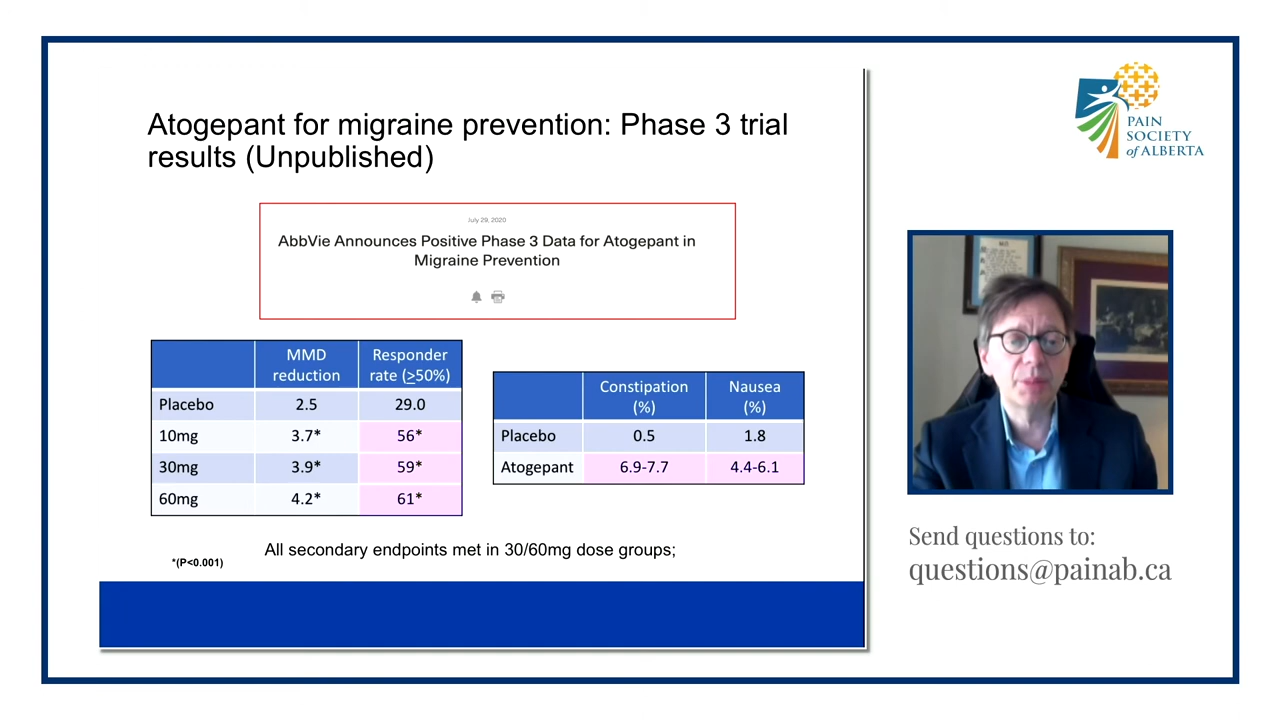 Atogepant for migraine prevention: Phase 3 trial
results (Unpublished)
July 29, 2020
AbbVie Announces Positive Phase 3 Data for Atogepant in
Migraine Prevention
MMD reduction Responder rate (≥50%)
Placebo 2.5 29.0
10mg 3.7* 56*
30mg 3.9* 59*
60mg 4.2* 61*
Constipation (%) Nausea (%)
Placebo 0.5 1.8
Atogepant 6.9-7.7 4.4-6.1
All secondary endpoints met in 30/60mg dose groups;
*(P<0.001)
PAIN
SOCIETY
of ALBERTA
Send questions to:
questions@painab.ca